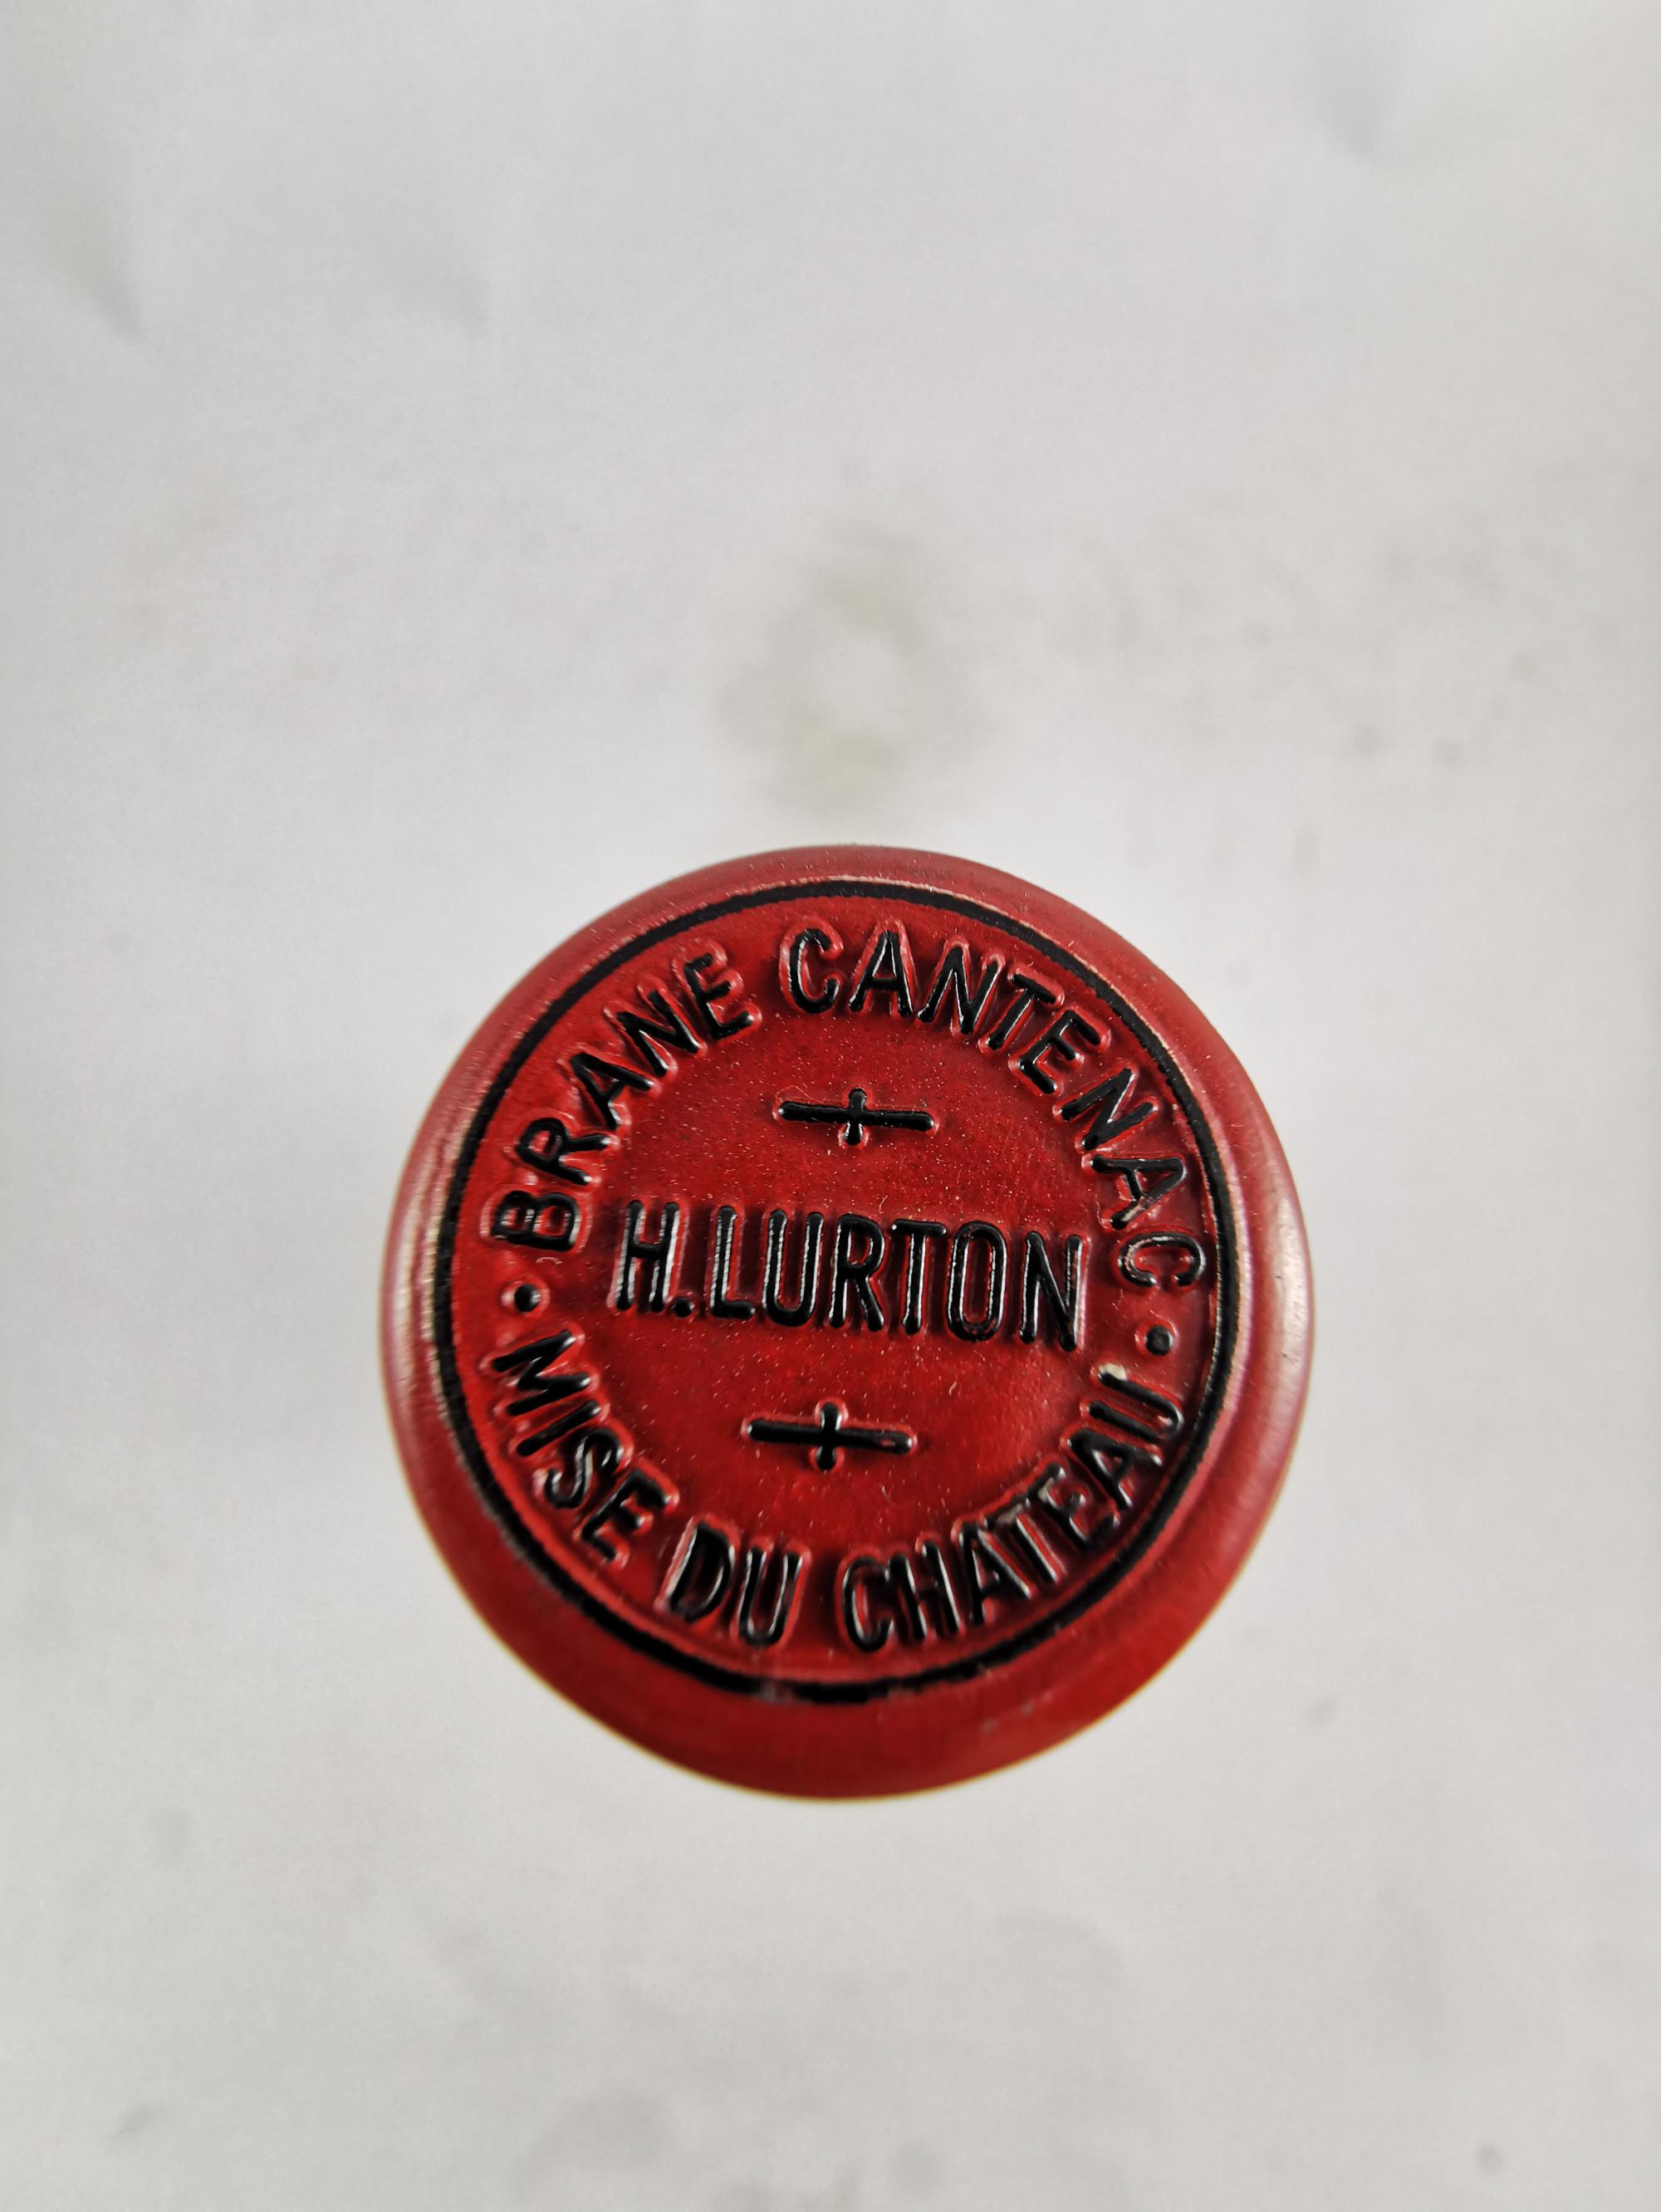 BRANE CANTENAC
H.LURTON
MISE DU CHATEAU